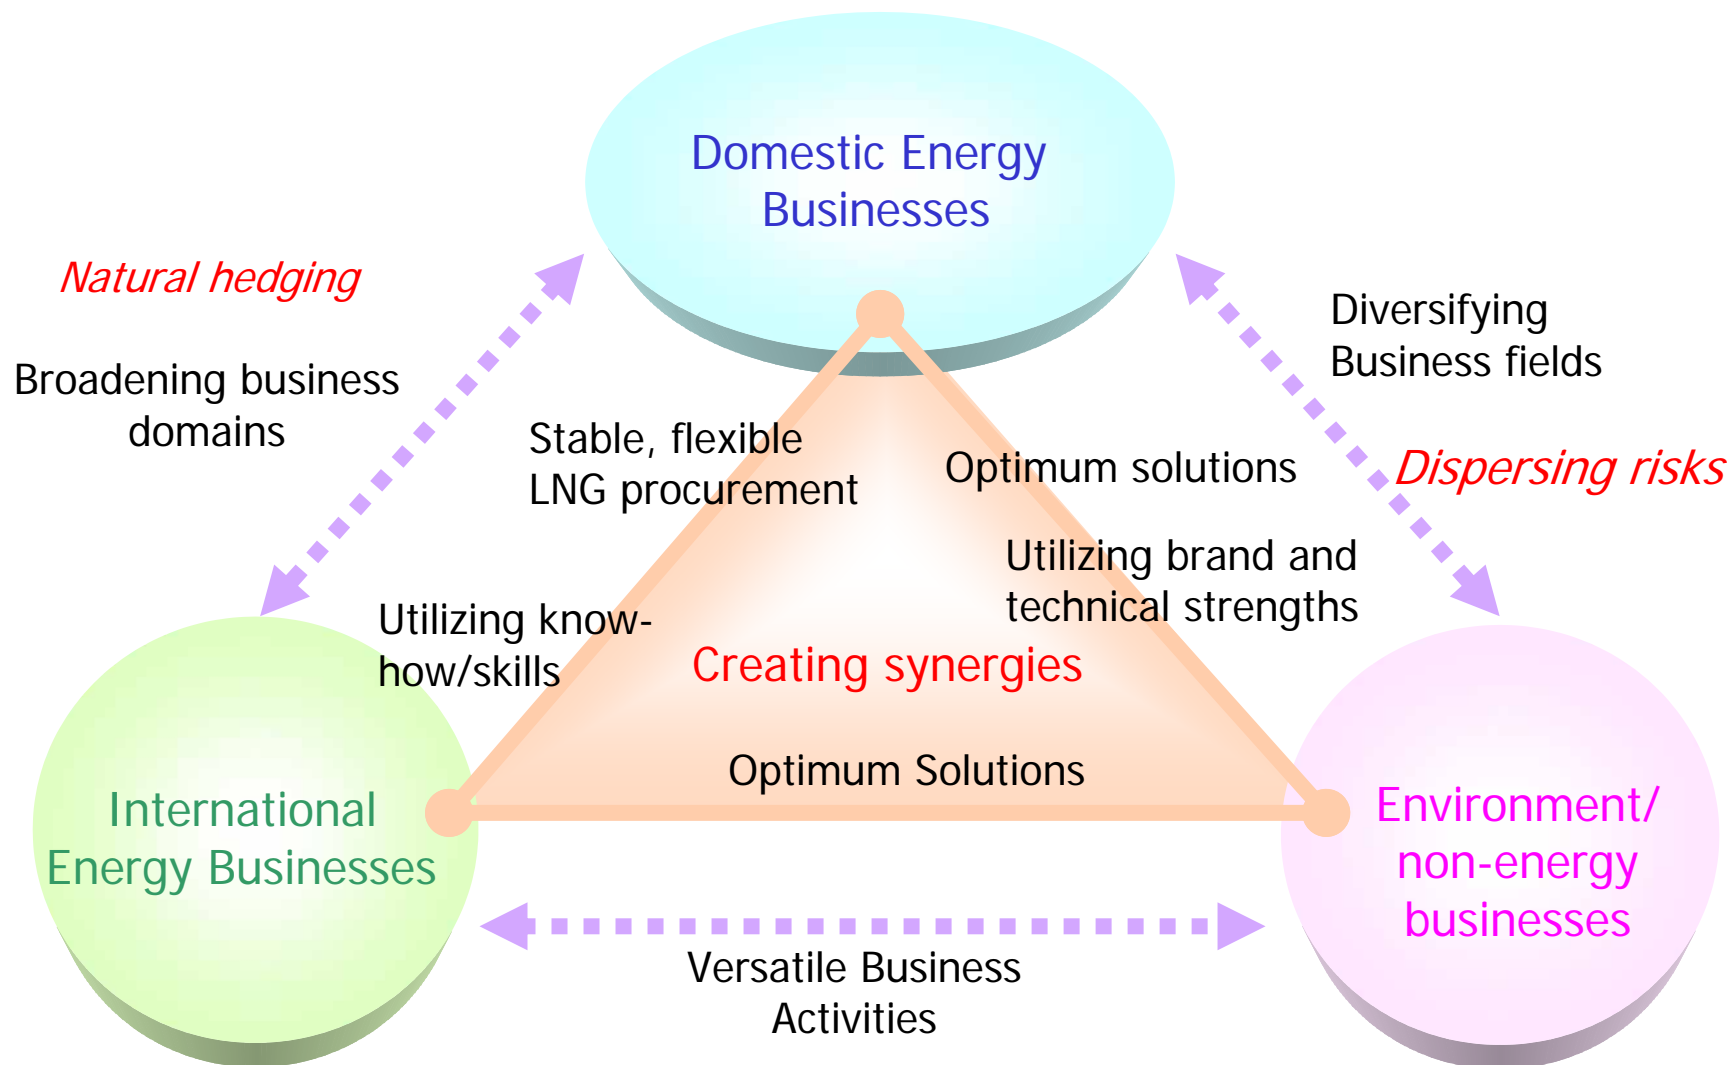 Domestic Energy
Businesses
Natural hedging
Broadening business
domains
Diversifying
Business fields
Dispersing risks
Stable, flexible
LNG procurement
Optimum solutions
Utilizing brand and
technical strengths
Utilizing know-
how/skills
Creating synergies
Optimum Solutions
International
Energy Businesses
Environment/
non-energy
businesses
Versatile Business
Activities